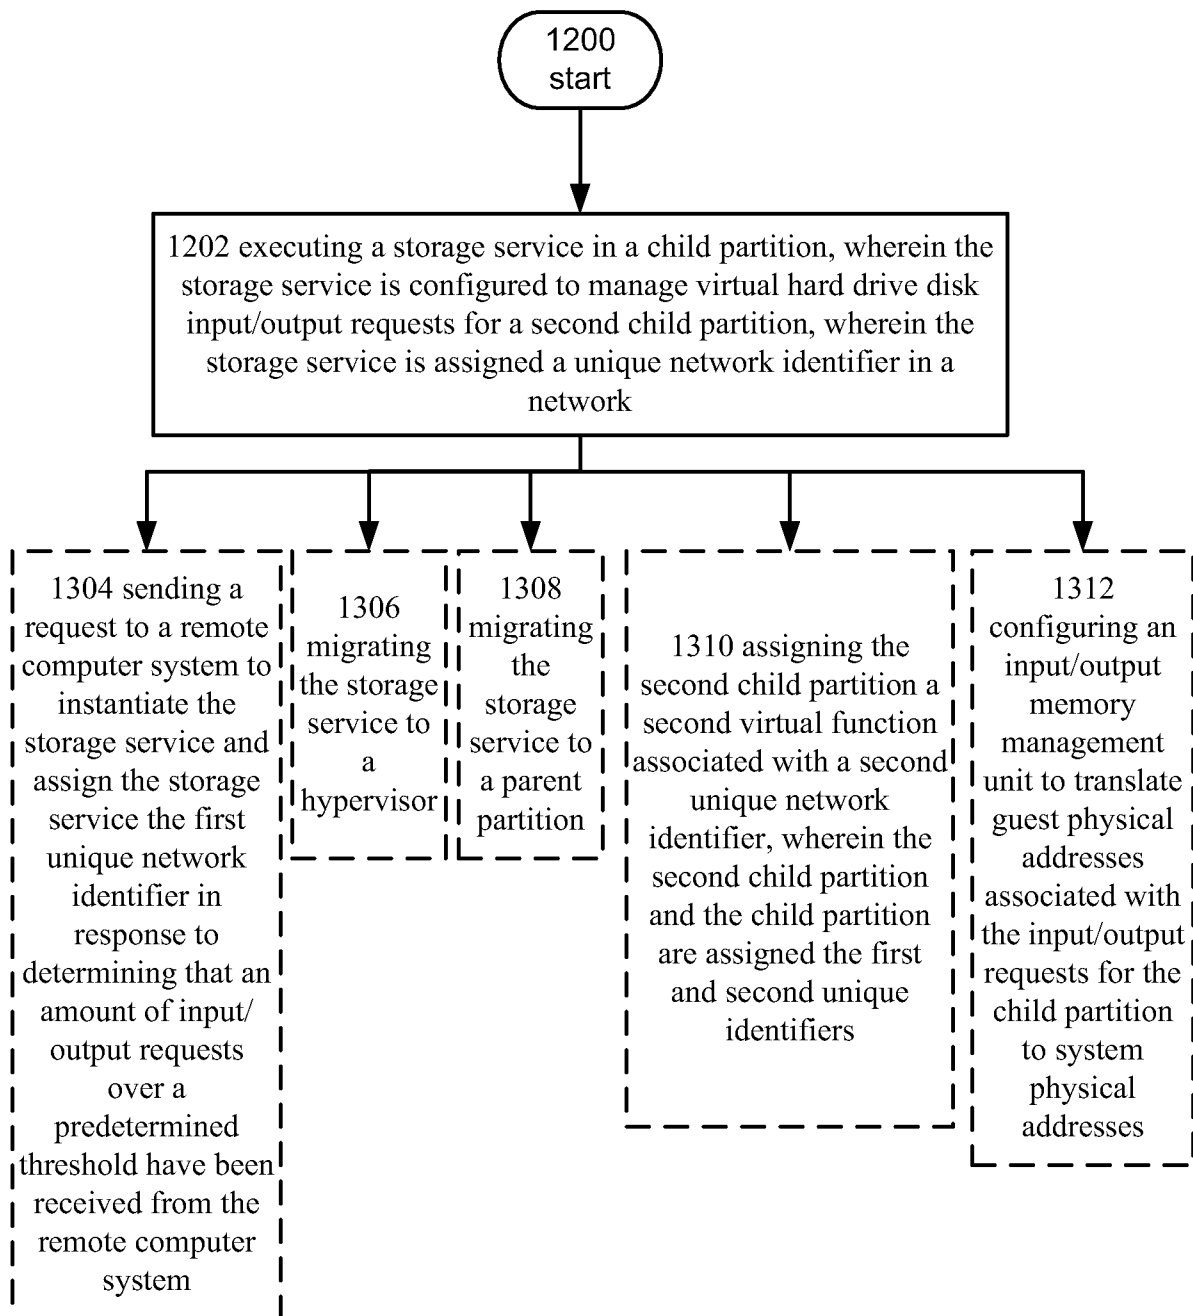 1200
start
1202 executing a storage service in a child partition, wherein the
storage service is configured to manage virtual hard drive disk
input/output requests for a second child partition, wherein the
storage service is assigned a unique network identifier in a
network
1304 sending a
request to a remote
computer system to
instantiate the
storage service and
assign the storage
service the first
unique network
identifier in
response to
determining that an
amount of input/
output requests
over a
predetermined
threshold have been
received from the
remote computer
system
1306
migrating
the storage
service to
a
hypervisor
1308
migrating
the
storage
service to
a parent
partition
1310 assigning the
second child partition a
second virtual function
associated with a second
unique network
identifier, wherein the
second child partition
and the child partition
are assigned the first
and second unique
identifiers
1312
configuring an
input/output
memory
management
unit to translate
guest physical
addresses
associated with
the input/output
requests for the
child partition
to system
physical
addresses